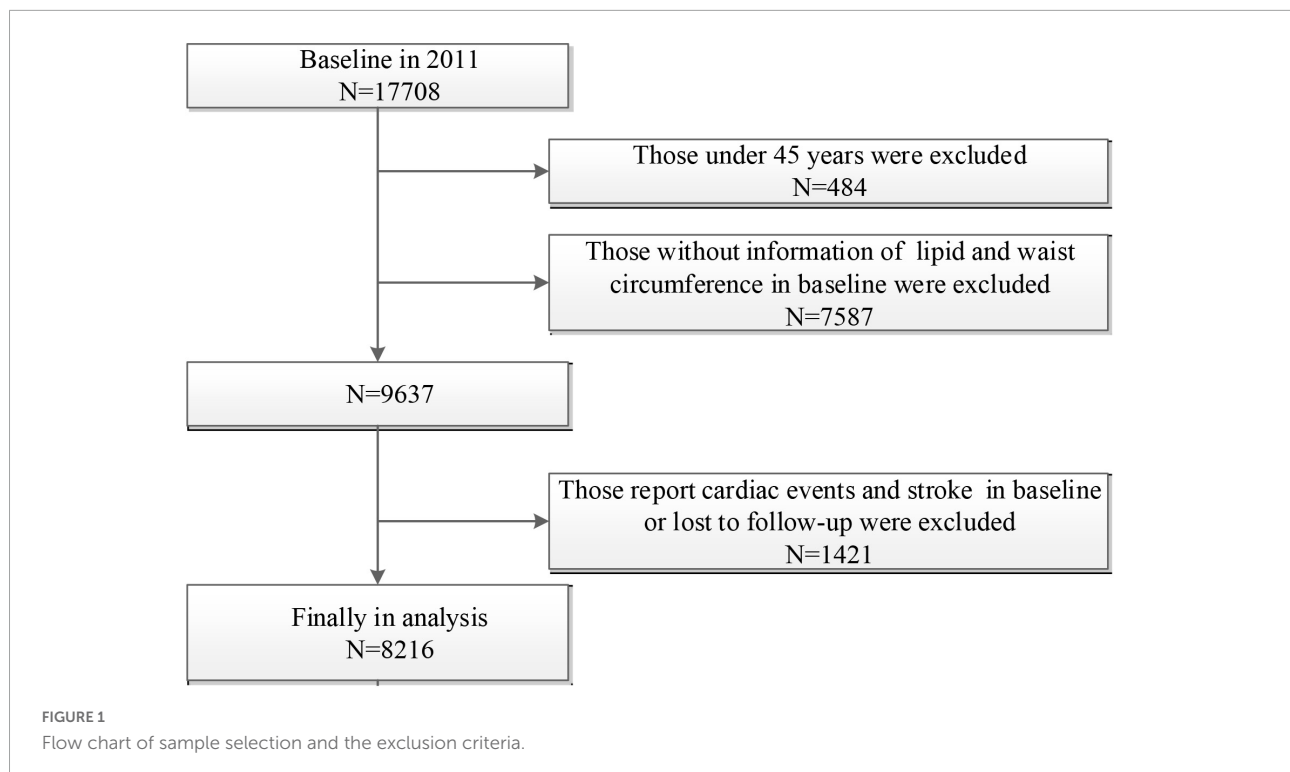 Baseline in 2011
N=17708
Those under 45 years were excluded
N=484
Those without information of lipid and waist
circumference in baseline were excluded
N=7587
N=9637
Those report cardiac events and stroke in baseline
or lost to follow-up were excluded
N=1421
Finally in analysis
N=8216
FIGURE 1
Flow chart of sample selection and the exclusion criteria.